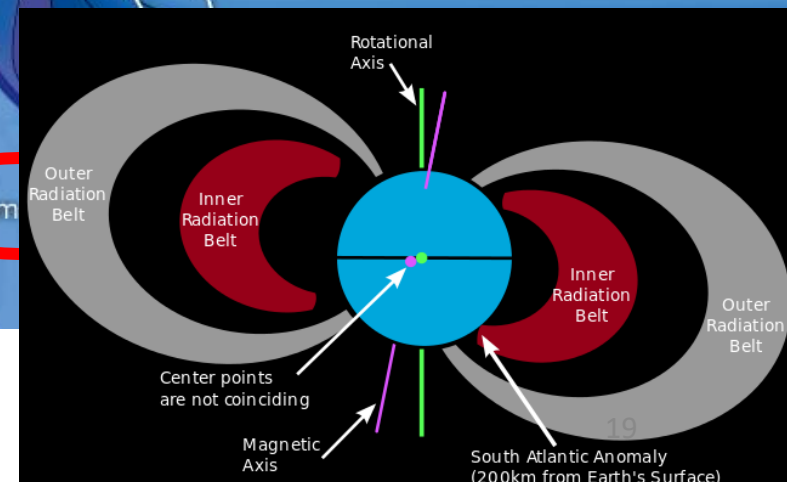 Rotational
Axis
Outer
Radiation
Belt
Inner
Radiation
Belt
m
Inner
Radiation
Belt
Outer
Radiation
Belt
Center points
are not coinciding
Magnetic
Axis
19
South Atlantic Anomaly
(200km from Earth's Surface)